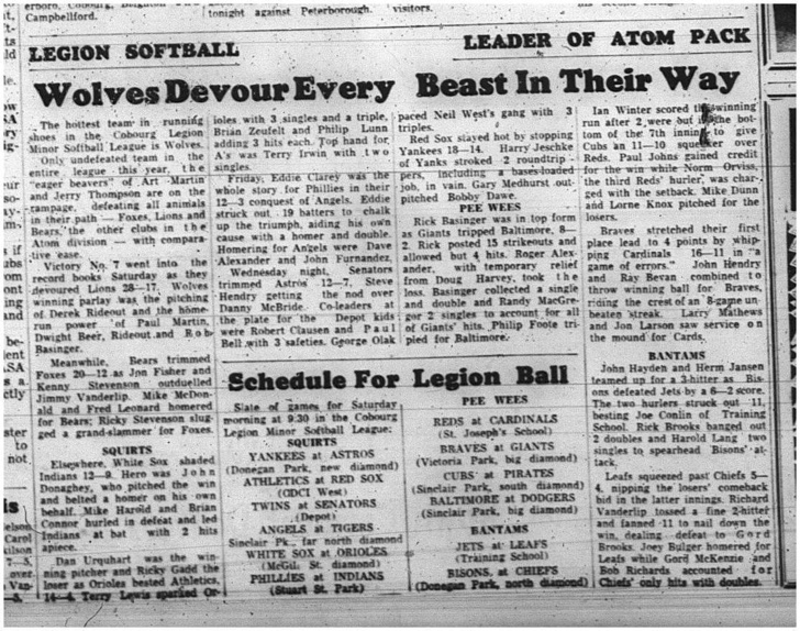 Campbellford.
tonight against Peterborough.
visitors.
LEGION SOFTBALL
LEADER OF ATOM PACK
Wolves Devour Every Beast In Their Way
The hottest team in running
shoes in the Cobourg Legion
Minor Softball League is Wolves.
Only undefeated team in the
entire league this year, the
"eager beavers" of Art Martin
and Jerry Thompson are on the
rampage, defeating all animals
in their path — Foxes, Lions and
Bears, the other clubs in the
Atom division — with compara-
tive ease.
Victory No. 7 went into the
record books Saturday as they
devoured Lions 28—17. Wolves
winning parlay was the pitching
of Derek Rideout and the home-
run power of Paul Martin,
Dwight Beer, Rideout and Rob
Basinger.
Meanwhile, Bears trimmed
Foxes 20—12 as Jon Fisher and
Kenny Stevenson outduelled
Jimmy Vanderlip. Mike McDon-
ald and Fred Leonard homered
for Bears; Ricky Stevenson slug-
ged a grand-slammer for Foxes.
SQUIRTS
Elsewhere, White Sox shaded
Indians 12—9. Hero was John
Donaghey, who pitched the win
and belted a homer on his own
behalf. Mike Harold and Brian
Connor hurled in defeat and led
Indians at bat with 2 hits
apiece.
Dan Urquhart was the win-
ning pitcher and Ricky Gadd the
loser as Orioles bested Athletics,
14—4. Terry Lewis sparked Or-
ioles with 3 singles and a triple,
Brian Zeufelt and Philip Lunn
adding 3 hits each. Top hand for
A's was Terry Irwin with two
singles.
Friday, Eddie Clarey was the
whole story for Phillies in their
12—3 conquest of Angels. Eddie
struck out 19 batters to chalk
up the triumph, aiding his own
cause with a homer and double.
Homering for Angels were Dave
Alexander and John Furnandez.
Wednesday night, Senators
trimmed Astros 12—7, Steve
Hendry getting the nod over
Danny McBride. Co-leaders at
the plate for the Depot kids
were Robert Clausen and Paul
Bell with 3 safeties. George Olak
paced Neil West's gang with 3
triples.
Red Sox stayed hot by stopping
Yankees 18—14. Harry Jeschke
of Yanks stroked 2 roundtrip-
pers, including a bases-loaded
job, in vain. Gary Medhurst out-
pitched Bobby Dawe.
PEE WEES
Rick Basinger was in top form
as Giants tripped Baltimore, 8—
2. Rick posted 15 strikeouts and
allowed but 4 hits. Roger Alex-
ander, with temporary relief
from Doug Harvey, took the
loss. Basinger collected a single
and double and Randy MacGre-
gor 2 singles to account for all
of Giants' hits. Philip Foote tri-
pled for Baltimore.
Ian Winter scored the winning
run after 2 were out in the bot-
tom of the 7th inning to give
Cubs an 11—10 squeaker over
Reds. Paul Johns gained credit
for the win while Norm Orviss,
the third Reds' hurler, was char-
ged with the setback. Mike Dunn
and Lorne Knox pitched for the
losers.
Braves stretched their first
place lead to 4 points by whip-
ping Cardinals 16—11 in "a
game of errors." John Hendry
and Ray Bevan combined to
throw winning ball for Braves,
riding the crest of an 8-game un-
beaten streak. Larry Mathews
and Jon Larson saw service on
the mound for Cards.
BANTAMS
John Hayden and Herm Jansen
teamed up for a 3-hitter as Bis-
ons defeated Jets by a 6—2 score.
The two hurlers struck out 11,
besting Joe Conlin of Training
School. Rick Brooks banged out
2 doubles and Harold Lang two
singles to spearhead Bisons' at-
tack.
Leafs squeezed past Chiefs 5—
4, nipping the losers' comeback
bid in the latter innings. Richard
Vanderlip tossed a fine 2-hitter
and fanned 11 to nail down the
win, dealing defeat to Gord
Brooks. Joey Bulger homered for
Leafs while Gord McKenzie and
Bob Richards accounted for
Chiefs' only hits with doubles.
Schedule For Legion Ball
Slate of games for Saturday
morning at 9:30 in the Cobourg
Legion Minor Softball League:
SQUIRTS
YANKEES at ASTROS
(Donegan Park, new diamond)
ATHLETICS at RED SOX
(CDCI West)
TWINS at SENATORS
(Depot)
ANGELS at TIGERS
Sinclair Pk., far north diamond
WHITE SOX at ORIOLES
(McGill St. diamond)
PHILLIES at INDIANS
(Stuart St. Park)
PEE WEES
REDS at CARDINALS
(St. Joseph's School)
BRAVES at GIANTS
(Victoria Park, big diamond)
CUBS at PIRATES
(Sinclair Park, south diamond)
BALTIMORE at DODGERS
(Sinclair Park, big diamond)
BANTAMS
JETS at LEAFS
(Training School)
BISONS at CHIEFS
(Donegan Park, north diamond)